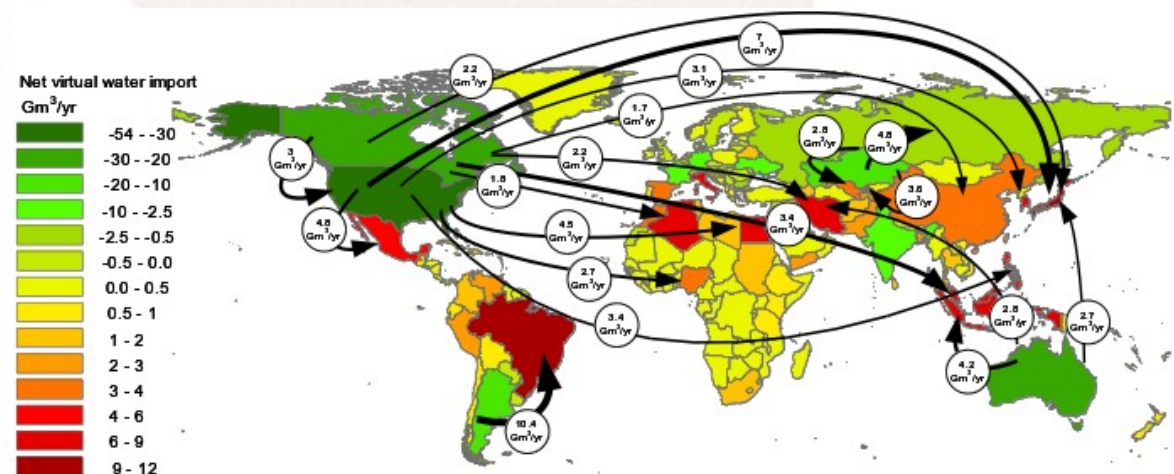 Net virtual water import
Gm³/yr
-54 - -30
-30 - -20
-20 - -10
-10 - -2.5
-2.5 - -0.5
-0.5 - 0.0
0.0 - 0.5
0.5 - 1
1 - 2
2 - 3
3 - 4
4 - 6
6 - 9
9 - 12
7
Gm³/yr
2.2
Gm³/yr
3.1
Gm³/yr
1.7
Gm³/yr
2.8
Gm³/yr
4.8
Gm³/yr
3
Gm³/yr
2.2
Gm³/yr
1.8
Gm³/yr
3.6
Gm³/yr
4.8
Gm³/yr
4.5
Gm³/yr
3.4
Gm³/yr
2.7
Gm³/yr
3.4
Gm³/yr
2.8
Gm³/yr
2.7
Gm³/yr
4.2
Gm³/yr
10.4
Gm³/yr